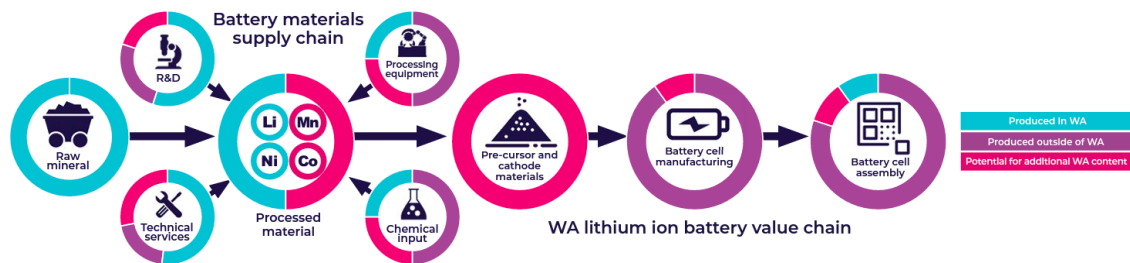 Battery materials
supply chain
R&D
Processing
equipment
Raw
mineral
Li
Mn
Ni
Co
Pre-cursor and
cathode
materials
Battery cell
manufacturing
Battery cell
assembly
Technical
services
Processed
material
Chemical
input
WA lithium ion battery value chain
Produced in WA
Produced outside of WA
Potential for additional WA content